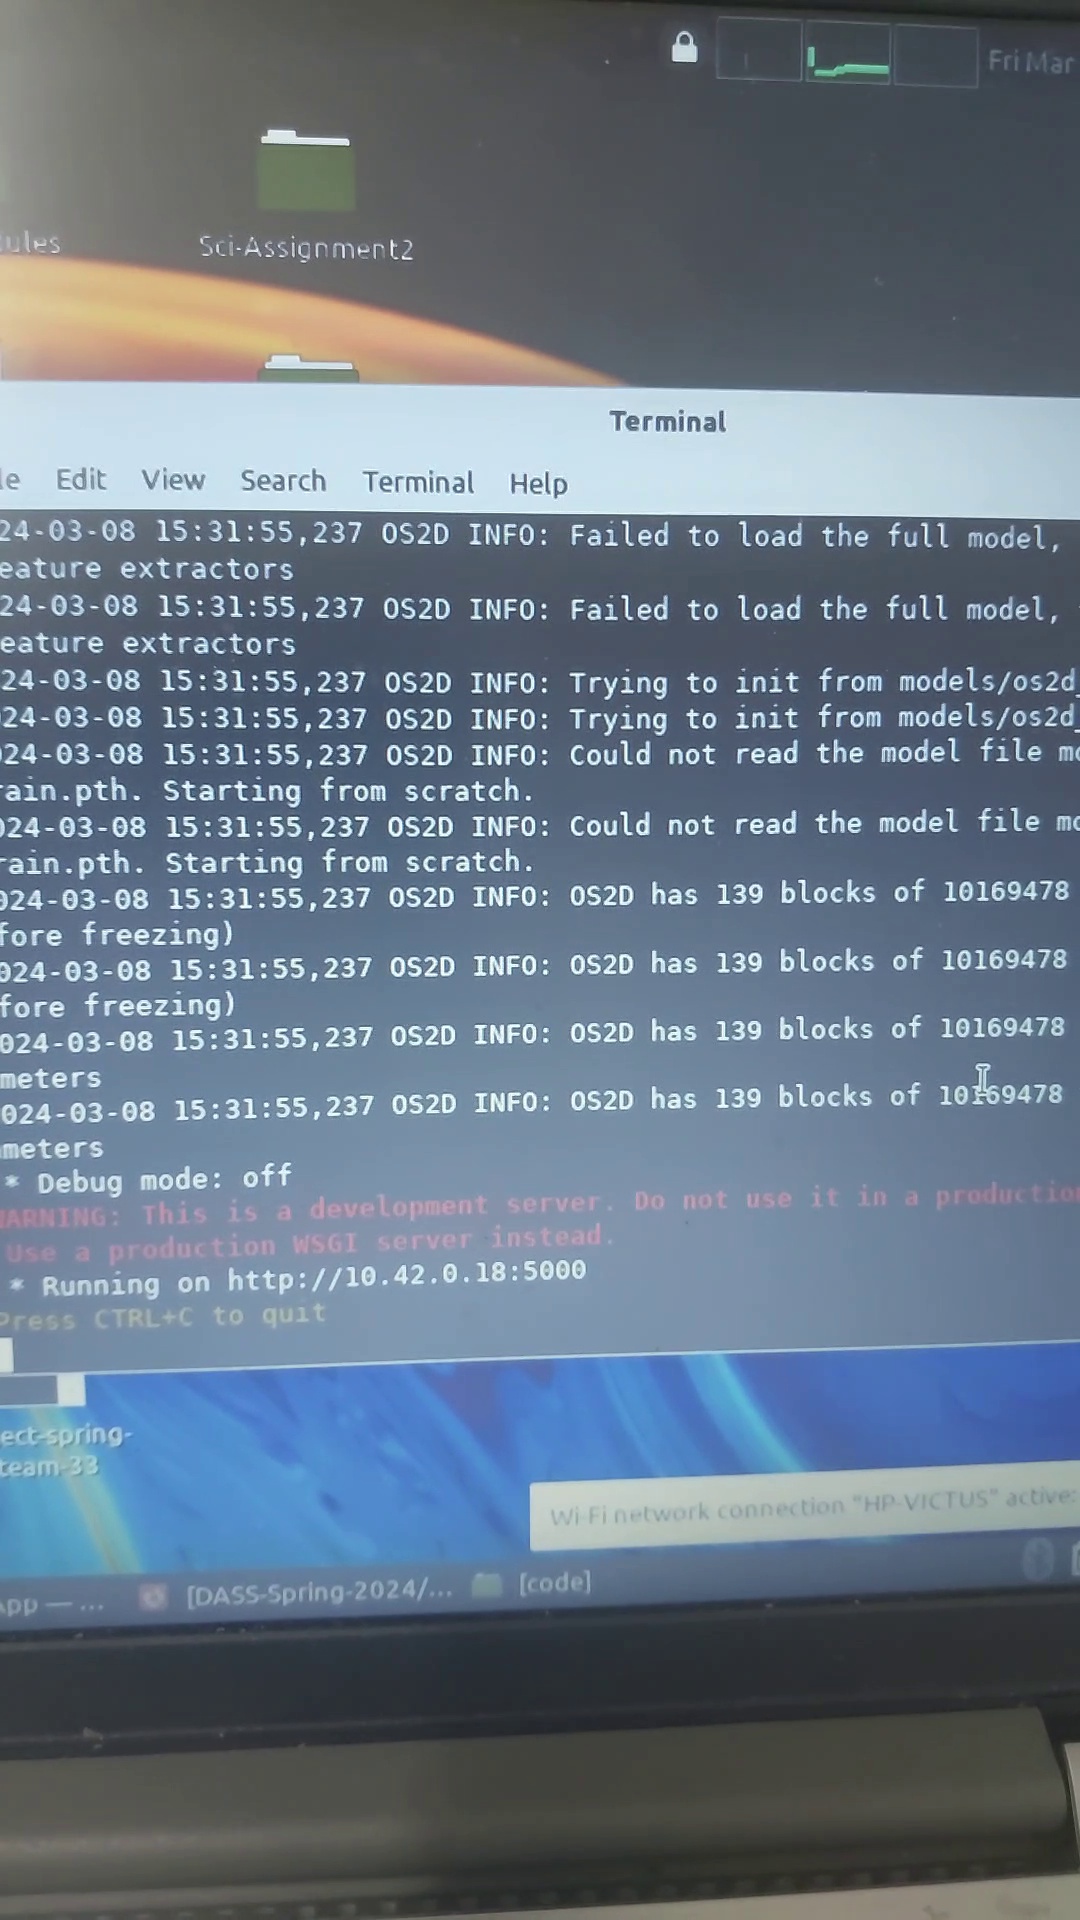 Fri Mar
ules
Sci-Assignment2
Terminal
le Edit View Search Terminal Help
24-03-08 15:31:55,237 OS2D INFO: Failed to load the full model,
eature extractors
24-03-08 15:31:55,237 OS2D INFO: Failed to load the full model,
eature extractors
24-03-08 15:31:55,237 OS2D INFO: Trying to init from models/os2d_
24-03-08 15:31:55,237 OS2D INFO: Trying to init from models/os2d_
024-03-08 15:31:55,237 OS2D INFO: Could not read the model file mo
rain.pth. Starting from scratch.
024-03-08 15:31:55,237 OS2D INFO: Could not read the model file mo
rain.pth. Starting from scratch.
024-03-08 15:31:55,237 OS2D INFO: OS2D has 139 blocks of 10169478
fore freezing)
024-03-08 15:31:55,237 OS2D INFO: OS2D has 139 blocks of 10169478
fore freezing)
024-03-08 15:31:55,237 OS2D INFO: OS2D has 139 blocks of 10169478
meters
024-03-08 15:31:55,237 OS2D INFO: OS2D has 139 blocks of 10169478
meters
* Debug mode: off
WARNING: This is a development server. Do not use it in a production
Use a production WSGI server instead.
* Running on http://10.42.0.18:5000
Press CTRL+C to quit
ect-spring-
team-33
Wi-Fi network connection "HP-VICTUS" active:
App — ... [DASS-Spring-2024/... [code]